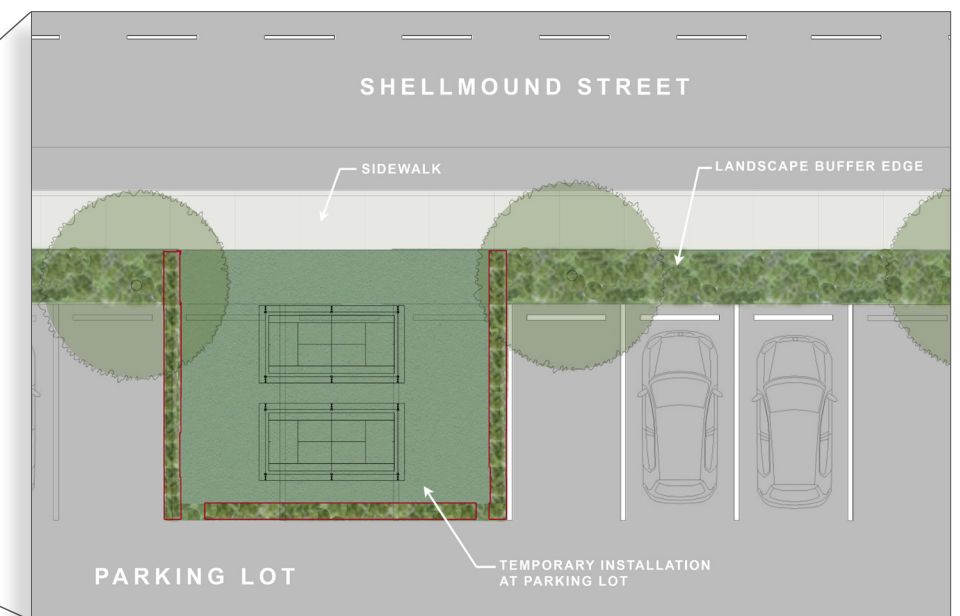 SHELLMOUND STREET
SIDEWALK
LANDSCAPE BUFFER EDGE
TEMPORARY INSTALLATION
AT PARKING LOT
PARKING LOT